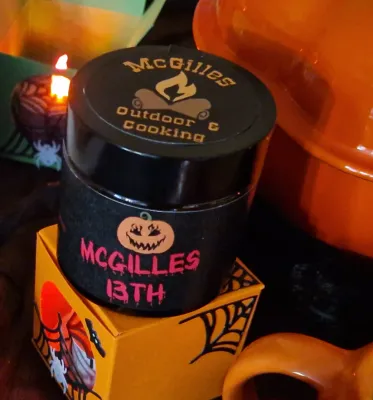 McGilles
Outdoor &
Cooking
MCGILLES
13TH